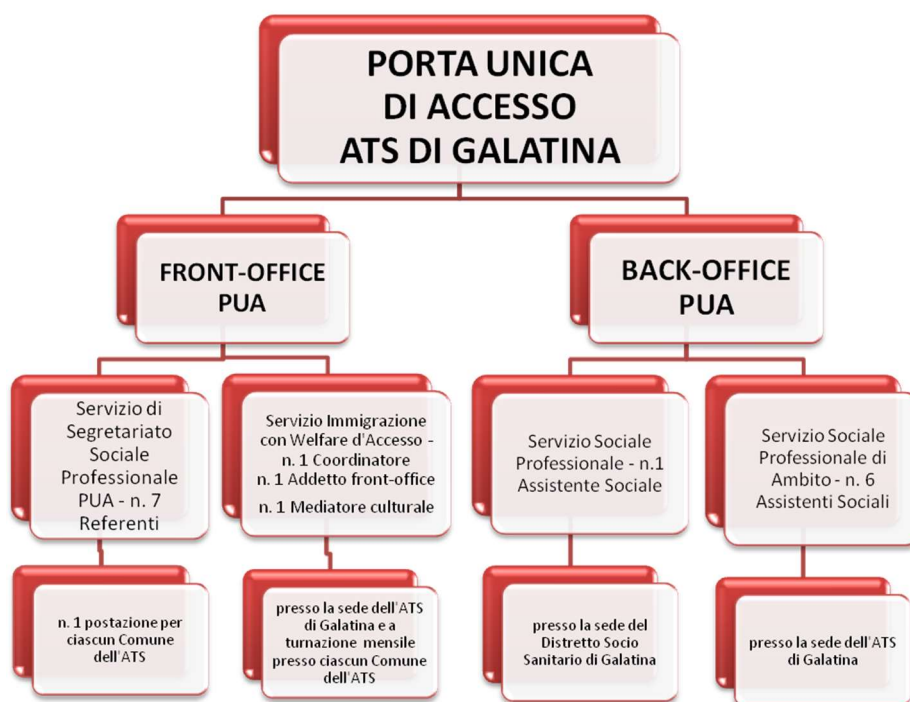 PORTA UNICA
DI ACCESSO
ATS DI GALATINA
FRONT-OFFICE
PUA
BACK-OFFICE
PUA
Servizio di
Segretariato
Sociale
Professionale
PUA - n. 7
Referenti
Servizio Immigrazione
con Welfare d'Accesso -
n. 1 Coordinatore
n. 1 Addetto front-office
n. 1 Mediatore culturale
Servizio Sociale
Professionale - n.1
Assistente Sociale
Servizio Sociale
Professionale di
Ambito - n. 6
Assistenti Sociali
n. 1 postazione per
ciascun Comune
dell'ATS
presso la sede dell'ATS
di Galatina e a
turnazione mensile
presso ciascun Comune
dell'ATS
presso la sede del
Distretto Socio
Sanitario di Galatina
presso la sede dell'ATS
di Galatina